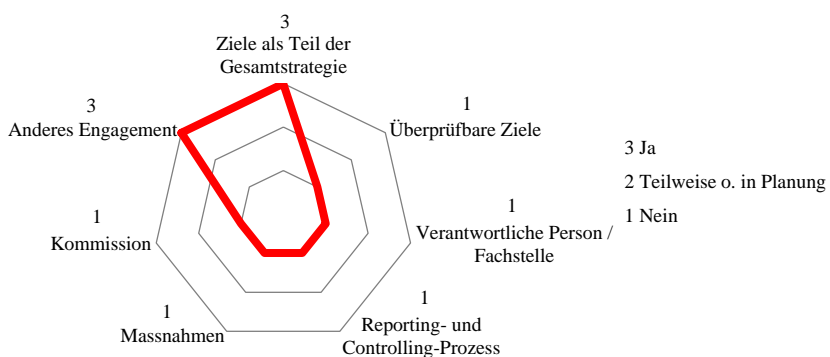 3
Ziele als Teil der
Gesamtstrategie
1
Überprüfbare Ziele
1
Verantwortliche Person /
Fachstelle
1
Reporting- und
Controlling-Prozess
1
Massnahmen
1
Kommission
3
Anderes Engagement
3 Ja
2 Teilweise o. in Planung
1 Nein